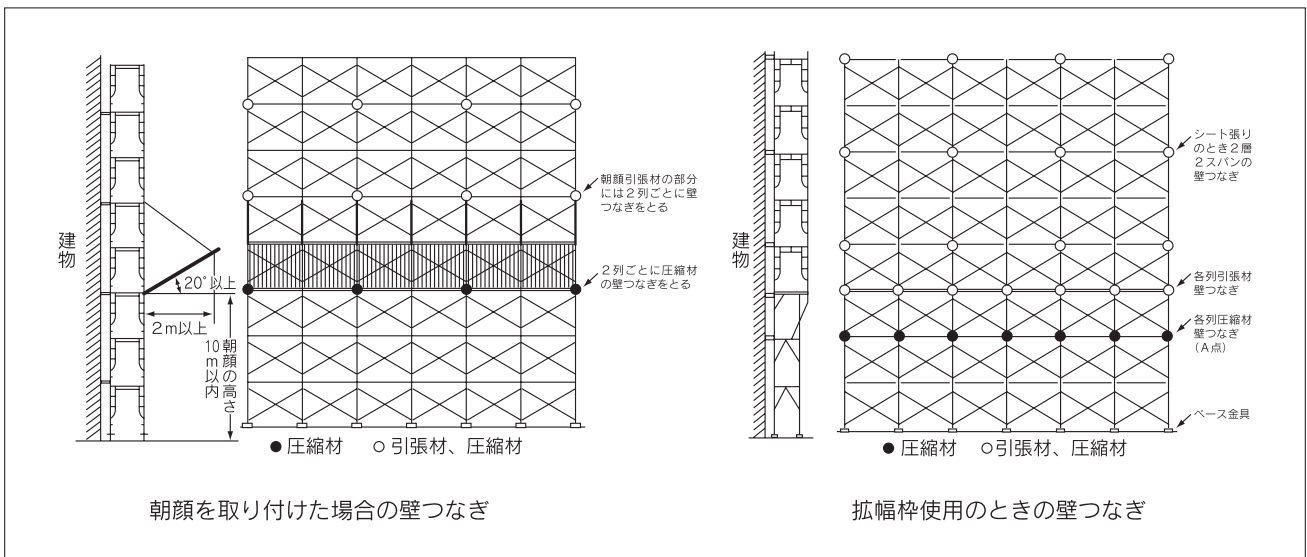 建物
20°以上
2m以上
朝顔の高さ
10m以内
朝顔引張材の部分
には2列ごとに壁
つなぎをとる
2列ごとに圧縮材
の壁つなぎをとる
●圧縮材 ○引張材、圧縮材
朝顔を取り付けた場合の壁つなぎ
建物
シート張り
のとき2層
2スパンの
壁つなぎ
各列引張材
壁つなぎ
各列圧縮材
壁つなぎ
(A点)
ベース金具
●圧縮材 ○引張材、圧縮材
拡幅枠使用のときの壁つなぎ